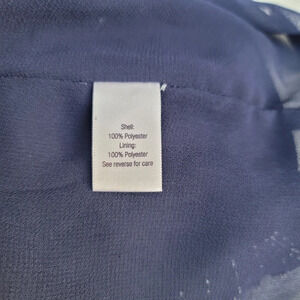 Shell:
100% Polyester
Lining:
100% Polyester
See reverse for care